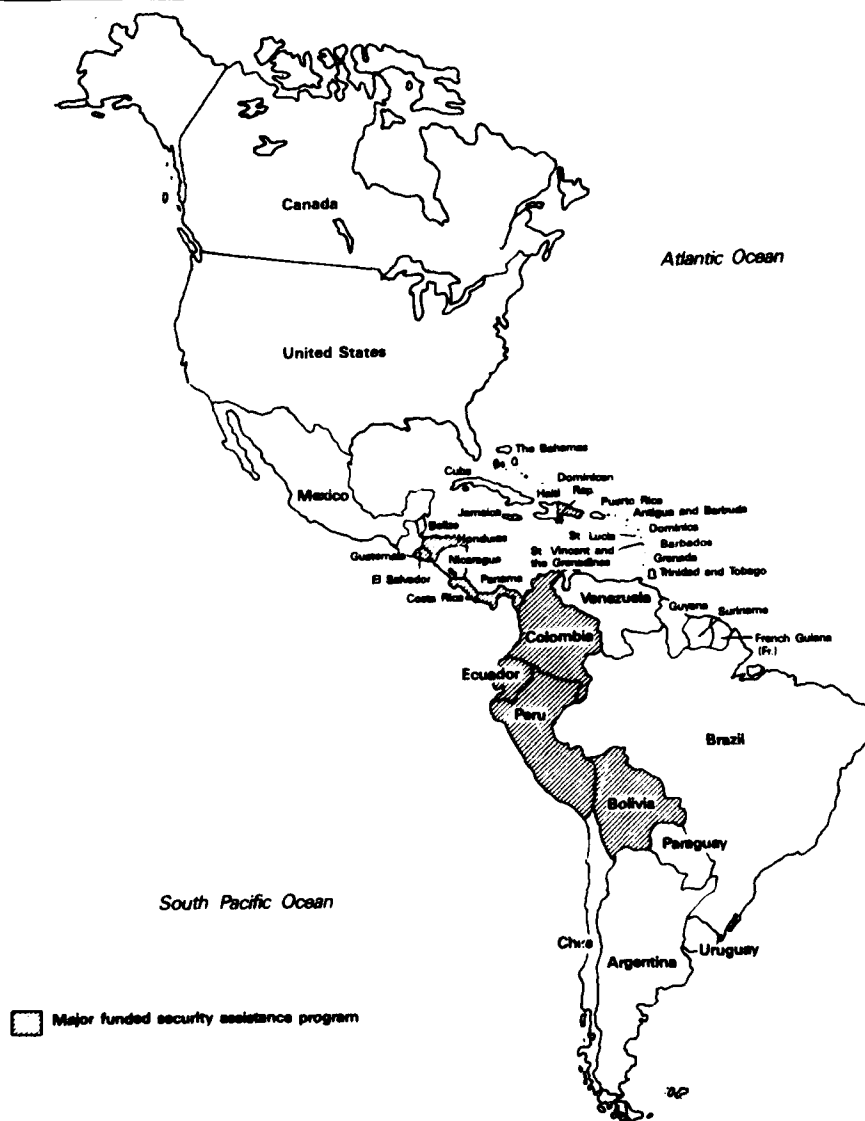 Canada
Atlantic Ocean
United States
The Bahamas
Cuba
Mexico
Dominican
Haiti
Rep.
Puerto Rico
Jamaica
Antigua and Barbuda
Belize
Dominica
Honduras
St Lucia
Barbados
Guatemala
Nicaragua
St Vincent and
the Grenadines
Grenada
El Salvador
Panama
Trinidad and Tobago
Costa Rica
Venezuela
Guyana
Suriname
Colombia
French Guiana
(Fr.)
Ecuador
Peru
Brazil
Bolivia
Paraguay
South Pacific Ocean
Chile
Uruguay
Argentina
Major funded security assistance program